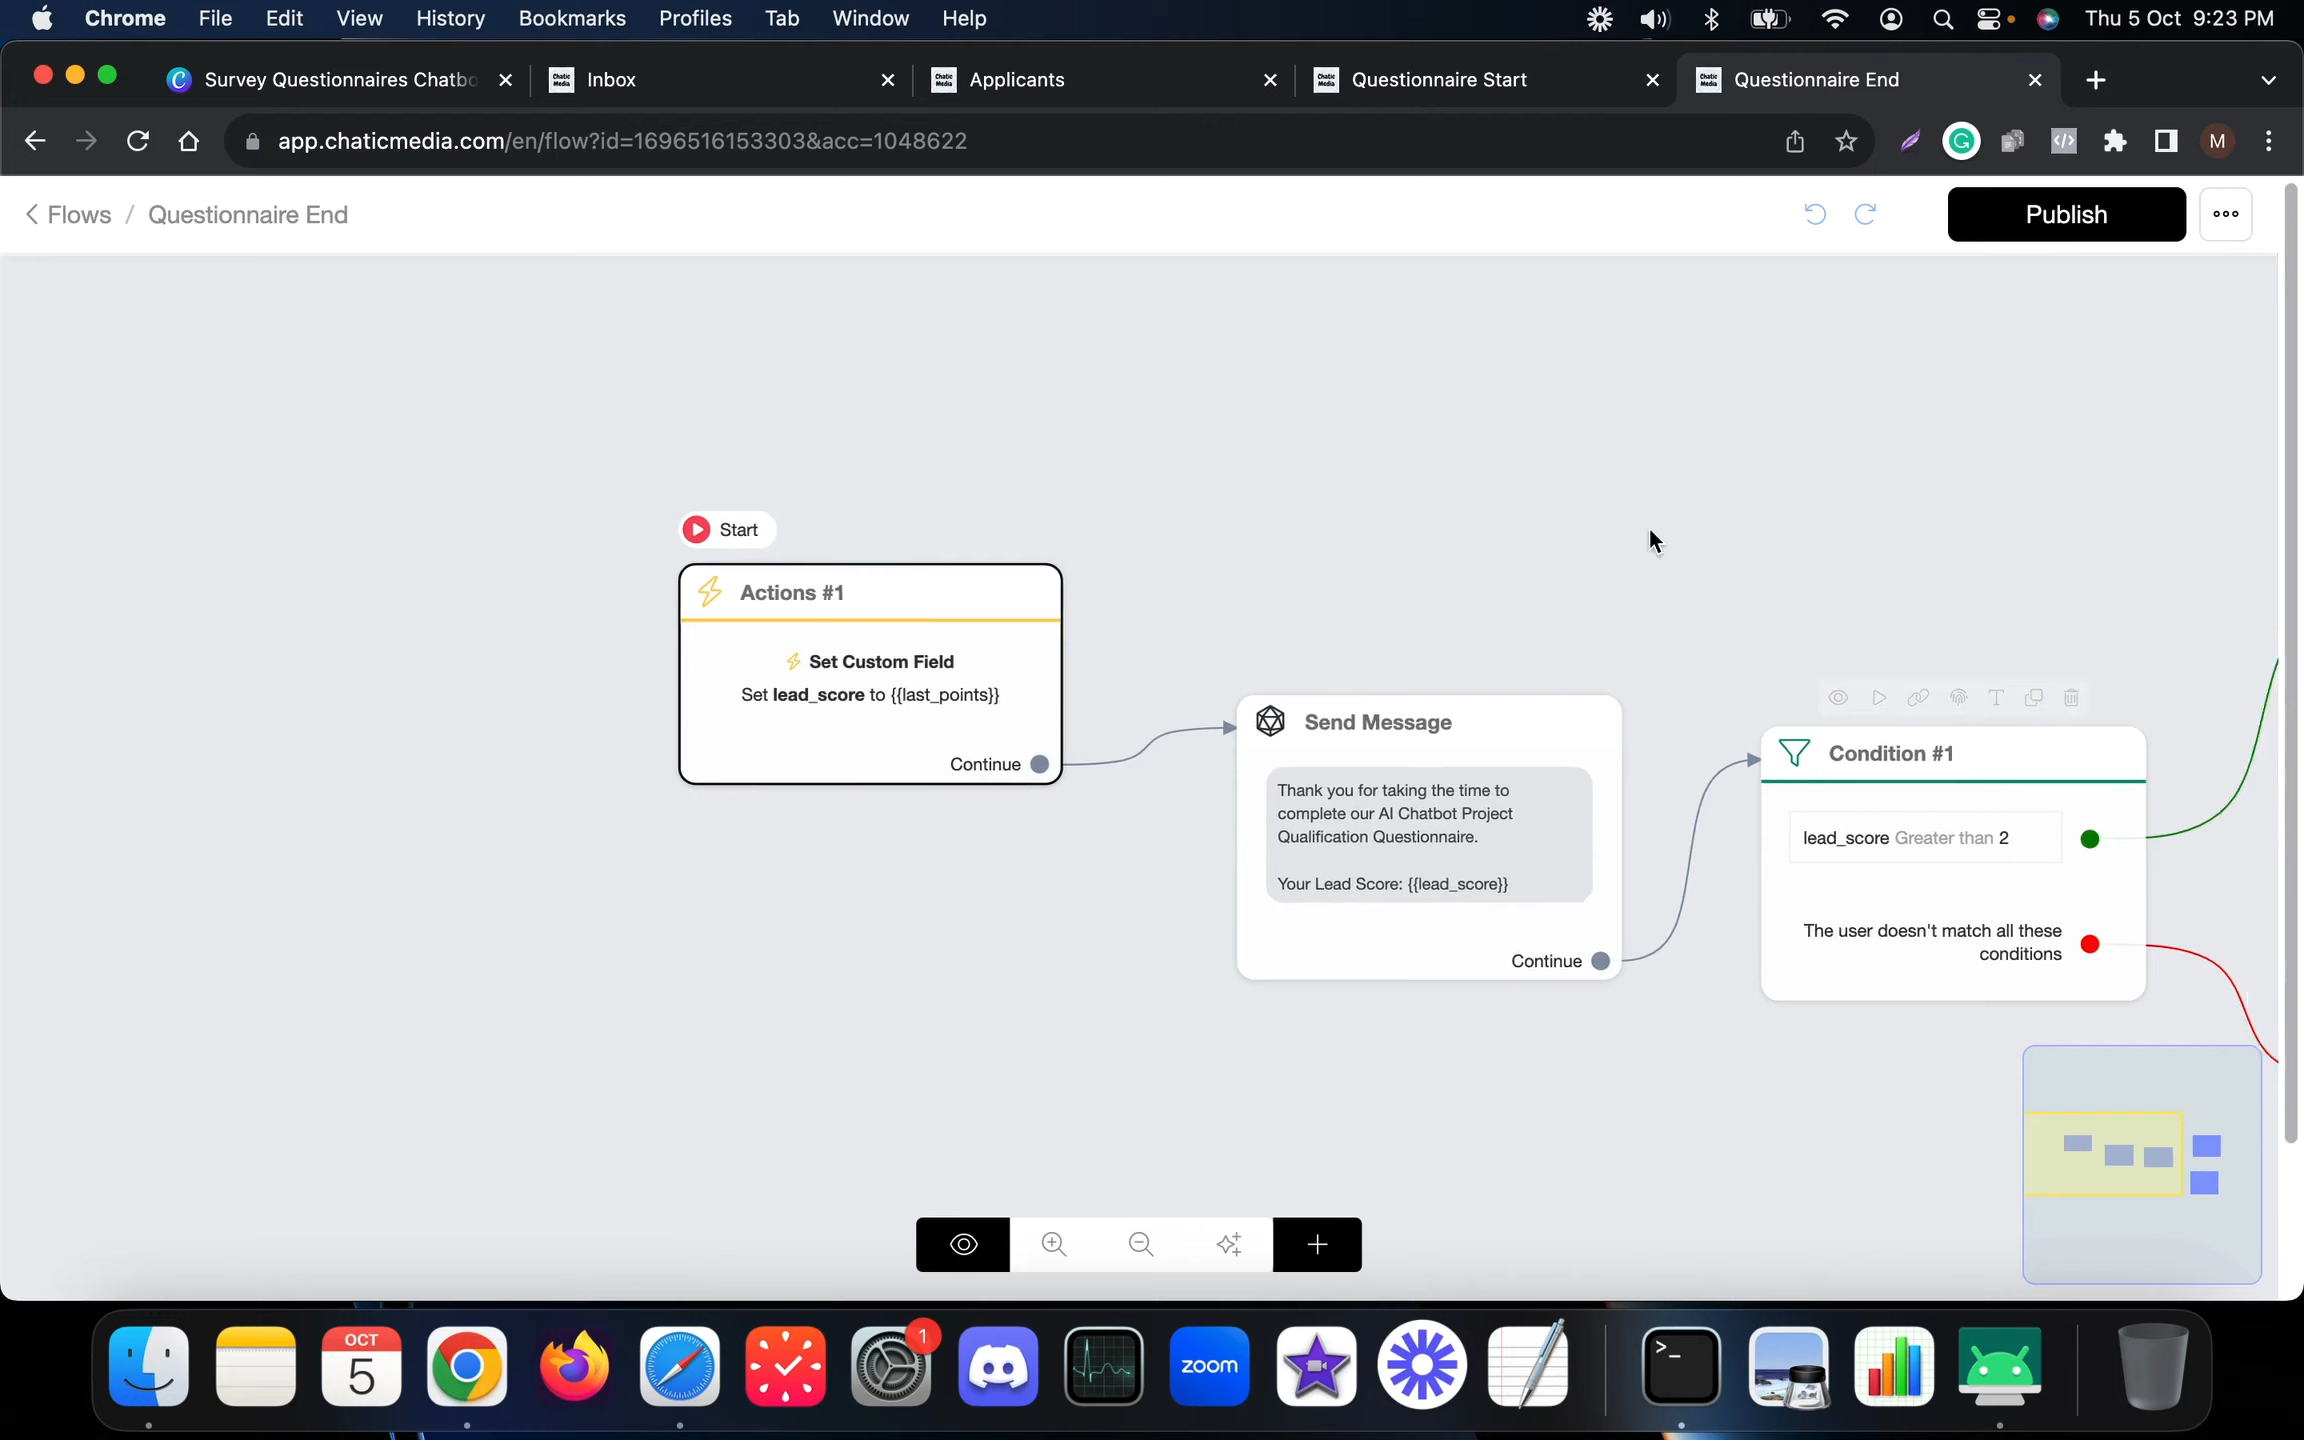 Chrome File Edit View History Bookmarks Profiles Tab Window Help Thu 5 Oct 9:23 PM
Survey Questionnaires Chatbo
Inbox
Applicants
Questionnaire Start
Questionnaire End
app.chaticmedia.com/en/flow?id=1696516153303&acc=1048622
M
Flows / Questionnaire End
Publish
Start
Actions #1
Set Custom Field
Set lead_score to {{last_points}}
Continue
Send Message
Thank you for taking the time to
complete our AI Chatbot Project
Qualification Questionnaire.
Your Lead Score: {{lead_score}}
Continue
Condition #1
lead_score Greater than 2
The user doesn't match all these
conditions
OCT
5
1
zoom